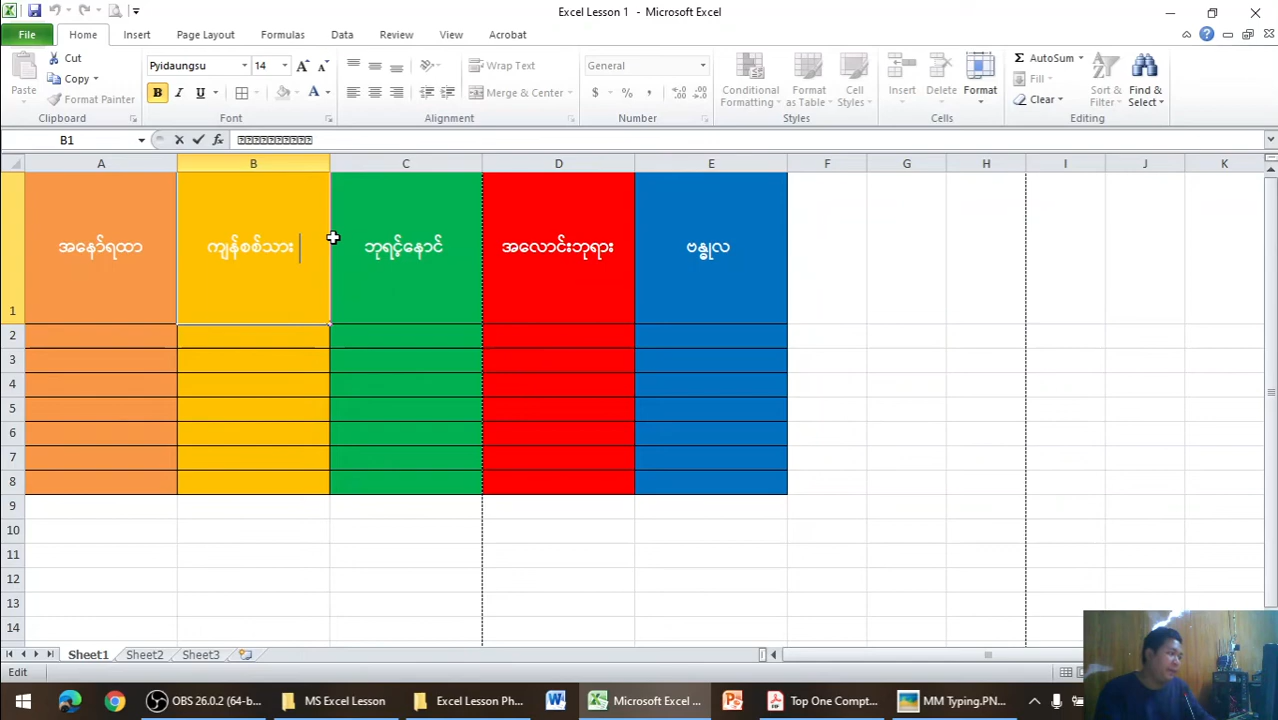 Excel Lesson 1 - Microsoft Excel
File Home Insert Page Layout Formulas Data Review View Acrobat
Paste
Cut
Copy
Format Painter
Clipboard
Pyidaungsu 14
B I U A
Font
Wrap Text
Merge & Center
Alignment
General
$ % ,
Number
Conditional Formatting
Format as Table
Cell Styles
Styles
Insert Delete Format
Cells
Σ AutoSum
Fill
Clear
Sort & Filter
Find & Select
Editing
B1
A B C D E F G H I J K
1 အနော်ရထာ ကျန်စစ်သား ဘုရင့်နောင် အလောင်းဘုရား ဗန္ဓုလ
2
3
4
5
6
7
8
9
10
11
12
13
14
Sheet1 Sheet2 Sheet3
Edit
OBS 26.0.2 (64-b... MS Excel Lesson Excel Lesson Ph... Microsoft Excel ... Top One Compt... MM Typing.PN...